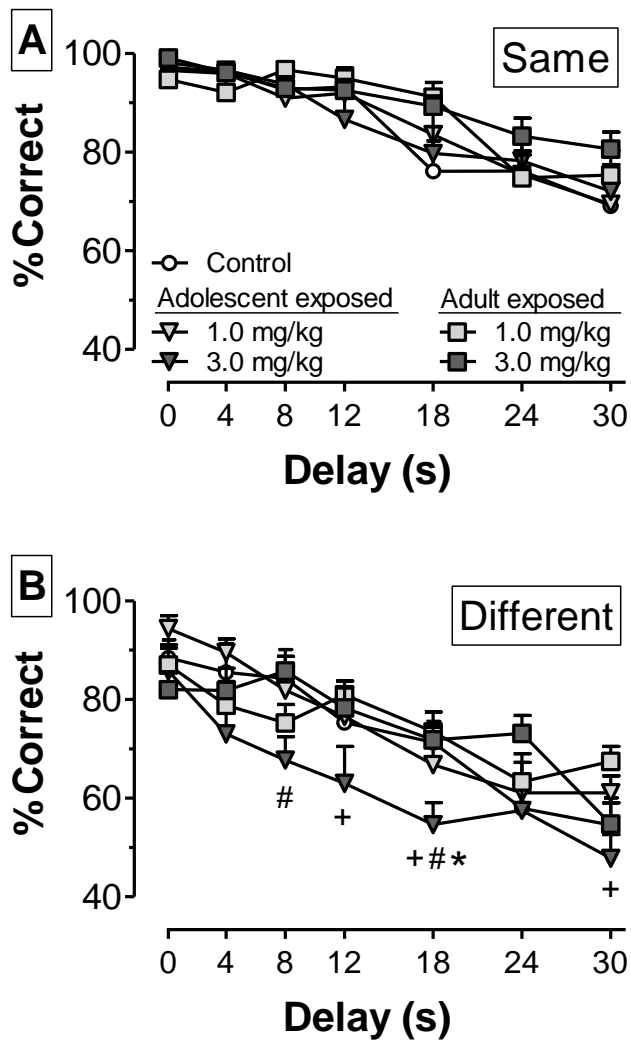 A
Same
100
80
60
40
%Correct
Control
Adolescent exposed
Adult exposed
1.0 mg/kg
1.0 mg/kg
3.0 mg/kg
3.0 mg/kg
0 4 8 12 18 24 30
Delay (s)
B
Different
100
80
60
40
%Correct
#
+
+#*
+
0 4 8 12 18 24 30
Delay (s)